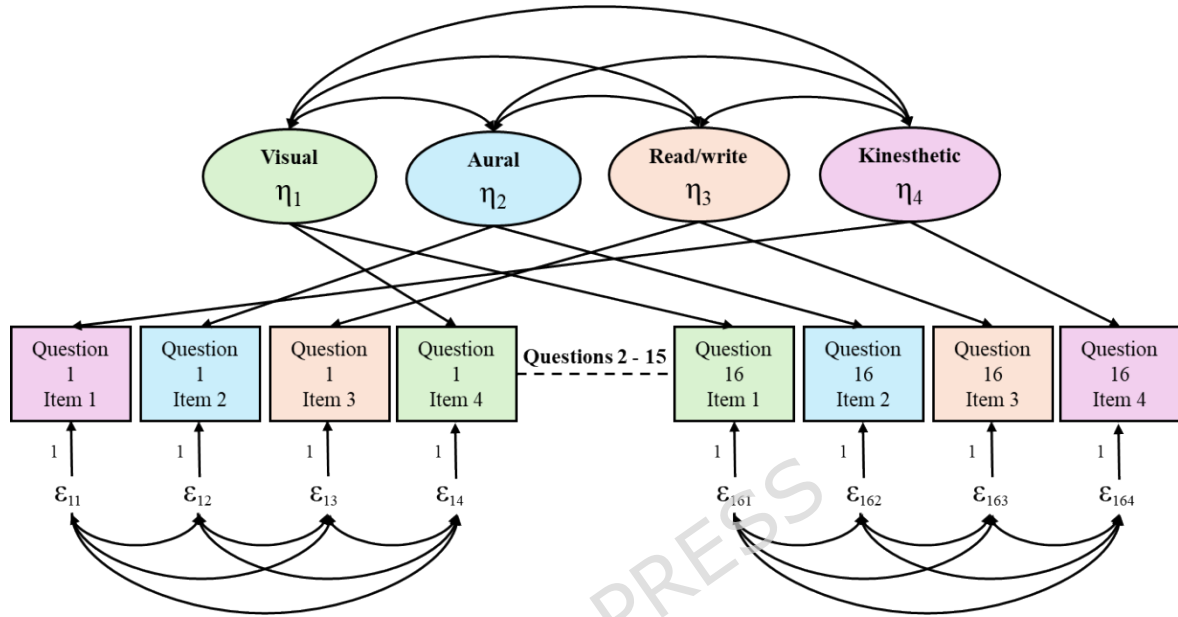 Visual
η1
Aural
η2
Read/write
η3
Kinesthetic
η4
Question
1
Item 1
Question
1
Item 2
Question
1
Item 3
Question
1
Item 4
Questions 2 - 15
Question
16
Item 1
Question
16
Item 2
Question
16
Item 3
Question
16
Item 4
1
1
1
1
1
1
1
1
ε11
ε12
ε13
ε14
ε161
ε162
ε163
ε164
PRESS